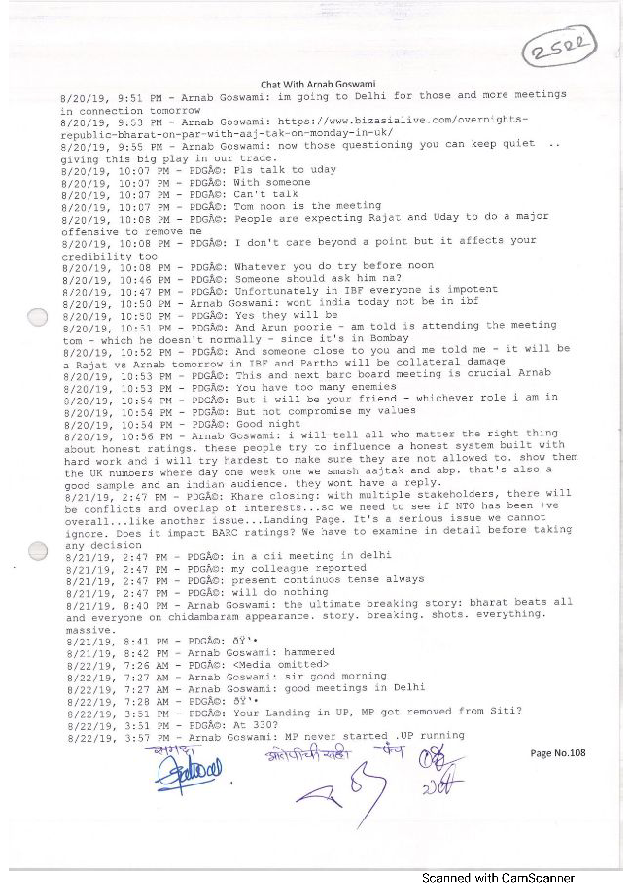 2522
Chat With Arnab Goswami
8/20/19, 9:51 PM - Arnab Goswami: im going to Delhi for those and more meetings
in connection tomorrow
8/20/19, 9:53 PM - Arnab Goswami: https://www.bizasialive.com/overnights-
republic-bharat-on-par-with-aaj-tak-on-monday-in-uk/
8/20/19, 9:55 PM - Arnab Goswami: now those questioning you can keep quiet ..
giving this big play in our trace.
8/20/19, 10:07 PM - PDGÃ©: Pls talk to uday
8/20/19, 10:07 PM - PDGÃ©: With someone
8/20/19, 10:07 PM - PDGÃ©: Can't talk
8/20/19, 10:07 PM - PDGÃ©: Tom noon is the meeting
8/20/19, 10:08 PM - PDGÃ©: People are expecting Rajat and Uday to do a major
offensive to remove me
8/20/19, 10:08 PM - PDGÃ©: I don't care beyond a point but it affects your
credibility too
8/20/19, 10:08 PM - PDGÃ©: Whatever you do try before noon
8/20/19, 10:46 PM - PDGÃ©: Someone should ask him na?
8/20/19, 10:47 PM - PDGÃ©: Unfortunately in IBF everyone is impotent
8/20/19, 10:50 PM - Arnab Goswami: wont india today not be in ibf
8/20/19, 10:50 PM - PDGÃ©: Yes they will be
8/20/19, 10:51 PM - PDGÃ©: And Arun poorie - am told is attending the meeting
tom - which he doesn't normally - since it's in Bombay
8/20/19, 10:52 PM - PDGÃ©: And someone close to you and me told me - it will be
a Rajat vs Arnab tomorrow in IBF and Partho will be collateral damage
8/20/19, 10:53 PM - PDGÃ©: This and next barc board meeting is crucial Arnab
8/20/19, 10:53 PM - PDGÃ©: You have too many enemies
8/20/19, 10:54 PM - PDGÃ©: But i will be your friend - whichever role i am in
8/20/19, 10:54 PM - PDGÃ©: But not compromise my values
8/20/19, 10:54 PM - PDGÃ©: Good night
8/20/19, 10:56 PM - Arnab Goswami: i will tell all who matter the right thing
about honest ratings. these people try to influence a honest system built with
hard work and i will try hardest to make sure they are not allowed to. show them
the UK numbers where day one week one we smash aajtak and abp. that's also a
good sample and an indian audience. they wont have a reply.
8/21/19, 2:47 PM - PDGÃ©: Khare closing: with multiple stakeholders, there will
be conflicts and overlap of interests...so we need to see if NTO has been +ve
overall...like another issue...Landing Page. It's a serious issue we cannot
ignore. Does it impact BARC ratings? We have to examine in detail before taking
any decision
8/21/19, 2:47 PM - PDGÃ©: in a cii meeting in delhi
8/21/19, 2:47 PM - PDGÃ©: my colleague reported
8/21/19, 2:47 PM - PDGÃ©: present continues tense always
8/21/19, 2:47 PM - PDGÃ©: will do nothing
8/21/19, 8:40 PM - Arnab Goswami: the ultimate breaking story: bharat beats all
and everyone on chidambaram appearance. story. breaking. shots. everything.
massive.
8/21/19, 8:41 PM - PDGÃ©: ðŸ‘•
8/21/19, 8:42 PM - Arnab Goswami: hammered
8/22/19, 7:26 AM - PDGÃ©: <Media omitted>
8/22/19, 7:27 AM - Arnab Goswami: sir good morning
8/22/19, 7:27 AM - Arnab Goswami: good meetings in Delhi
8/22/19, 7:28 AM - PDGÃ©: ðŸ‘•
8/22/19, 3:51 PM - PDGÃ©: Your Landing in UP, MP got removed from Siti?
8/22/19, 3:51 PM - PDGÃ©: At 330?
8/22/19, 3:57 PM - Arnab Goswami: MP never started .UP running
समक्ष
पंच
Page No.108
Scanned with CamScanner